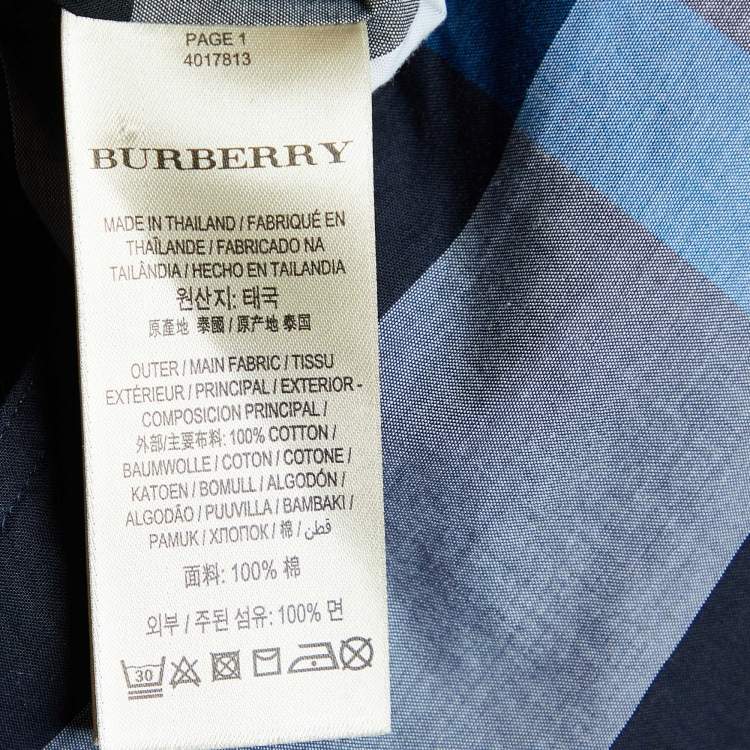 PAGE 1
4017813
BURBERRY
MADE IN THAILAND / FABRIQUÉ EN
THAÏLANDE / FABRICADO NA
TAILÂNDIA / HECHO EN TAILANDIA
원산지: 태국
原產地 泰國 / 原产地 泰国
OUTER / MAIN FABRIC / TISSU
EXTÉRIEUR / PRINCIPAL / EXTERIOR -
COMPOSICION PRINCIPAL /
外部/主要布料: 100% COTTON /
BAUMWOLLE / COTON / COTONE /
KATOEN / BOMULL / ALGODÓN /
ALGODÂO / PUUVILLA / BAMBAKI /
PAMUK / ХЛОПОК / 棉 / قطن /
面料: 100% 棉
외부 / 주된 섬유: 100% 면
30